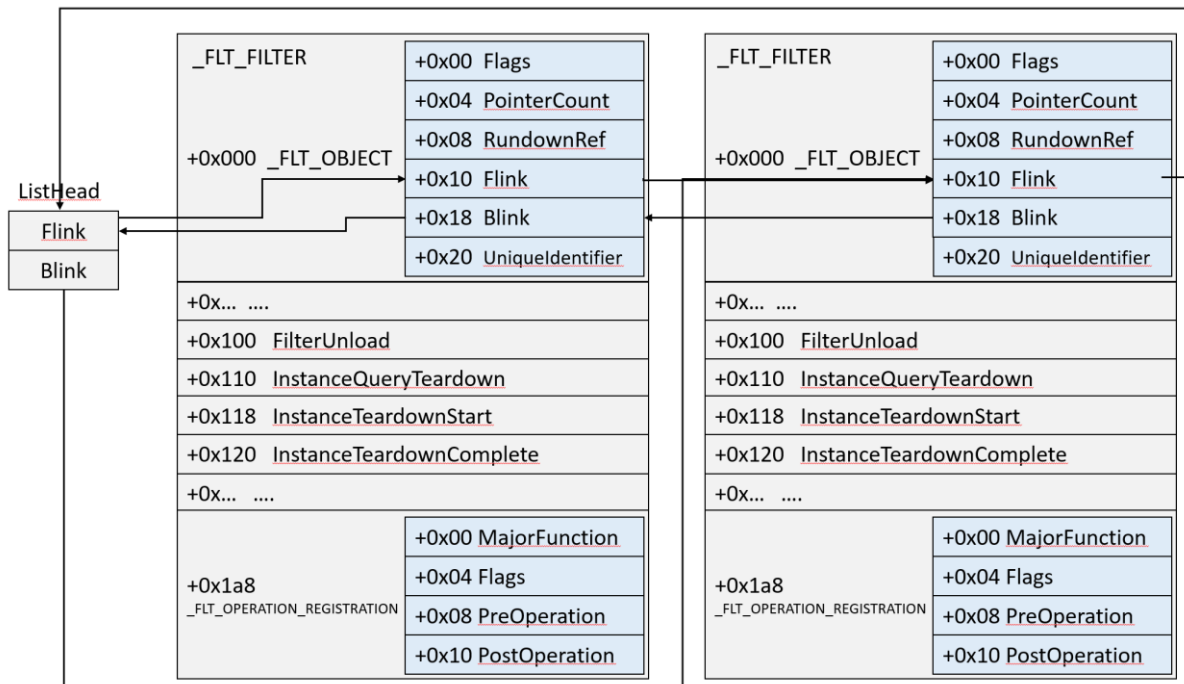 ListHead
Flink
Blink
_FLT_FILTER
+0x000 _FLT_OBJECT
+0x00 Flags
+0x04 PointerCount
+0x08 RundownRef
+0x10 Flink
+0x18 Blink
+0x20 UniqueIdentifier
+0x... ....
+0x100 FilterUnload
+0x110 InstanceQueryTeardown
+0x118 InstanceTeardownStart
+0x120 InstanceTeardownComplete
+0x... ....
+0x1a8
_FLT_OPERATION_REGISTRATION
+0x00 MajorFunction
+0x04 Flags
+0x08 PreOperation
+0x10 PostOperation
_FLT_FILTER
+0x000 _FLT_OBJECT
+0x00 Flags
+0x04 PointerCount
+0x08 RundownRef
+0x10 Flink
+0x18 Blink
+0x20 UniqueIdentifier
+0x... ....
+0x100 FilterUnload
+0x110 InstanceQueryTeardown
+0x118 InstanceTeardownStart
+0x120 InstanceTeardownComplete
+0x... ....
+0x1a8
_FLT_OPERATION_REGISTRATION
+0x00 MajorFunction
+0x04 Flags
+0x08 PreOperation
+0x10 PostOperation